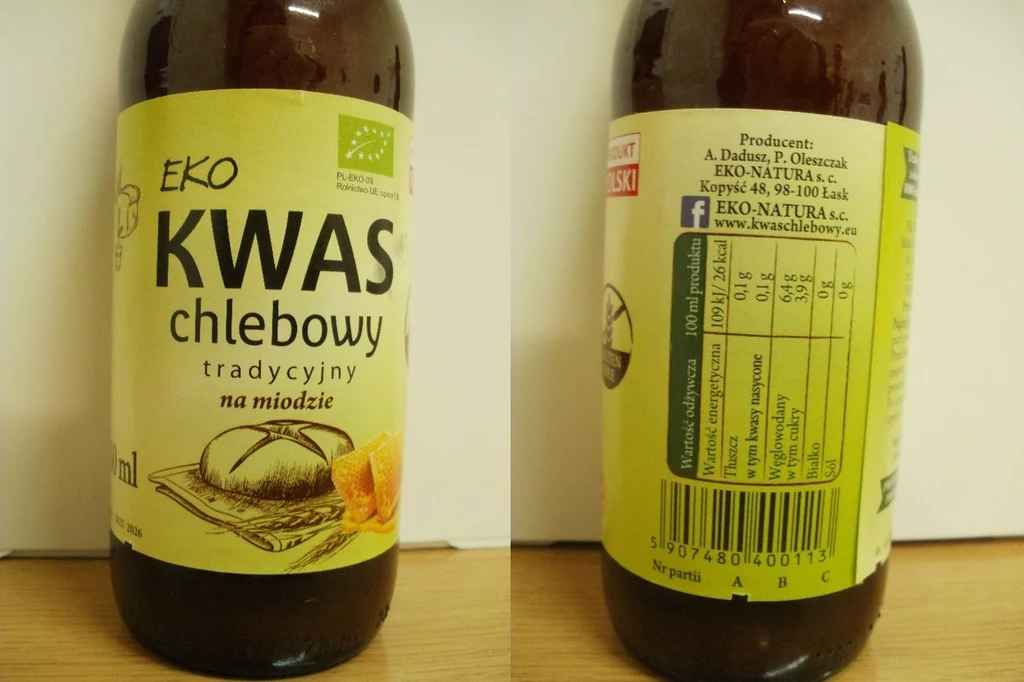 EKO
PL-EKO-03
Rolnictwo UE
KWAS
chlebowy
tradycyjny
na miodzie
ml
2026
Producent:
A. Dadusz, P. Oleszczak
EKO-NATURA s. c.
Kopyść 48, 98-100 Łask
f EKO-NATURA s.c.
www.kwaschlebowy.eu
Wartość odżywcza 100 ml produktu
Wartość energetyczna 109 kJ/ 26 kcal
Tłuszcz 0,1 g
w tym kwasy nasycone 0,1 g
Węglowodany 6,4 g
w tym cukry 3,9 g
Białko 0 g
Sól 0 g
5 907480 400113
Nr partii A B C